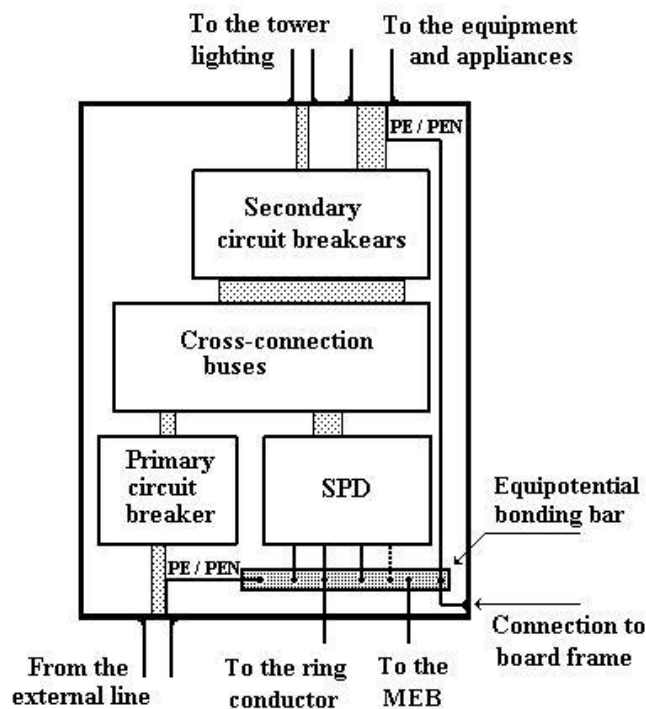 To the tower
lighting
To the equipment
and appliances
PE / PEN
Secondary
circuit breakears
Cross-connection
buses
Primary
circuit
breaker
SPD
Equipotential
bonding bar
PE / PEN
From the
external line
To the ring
conductor
To the
MEB
Connection to
board frame